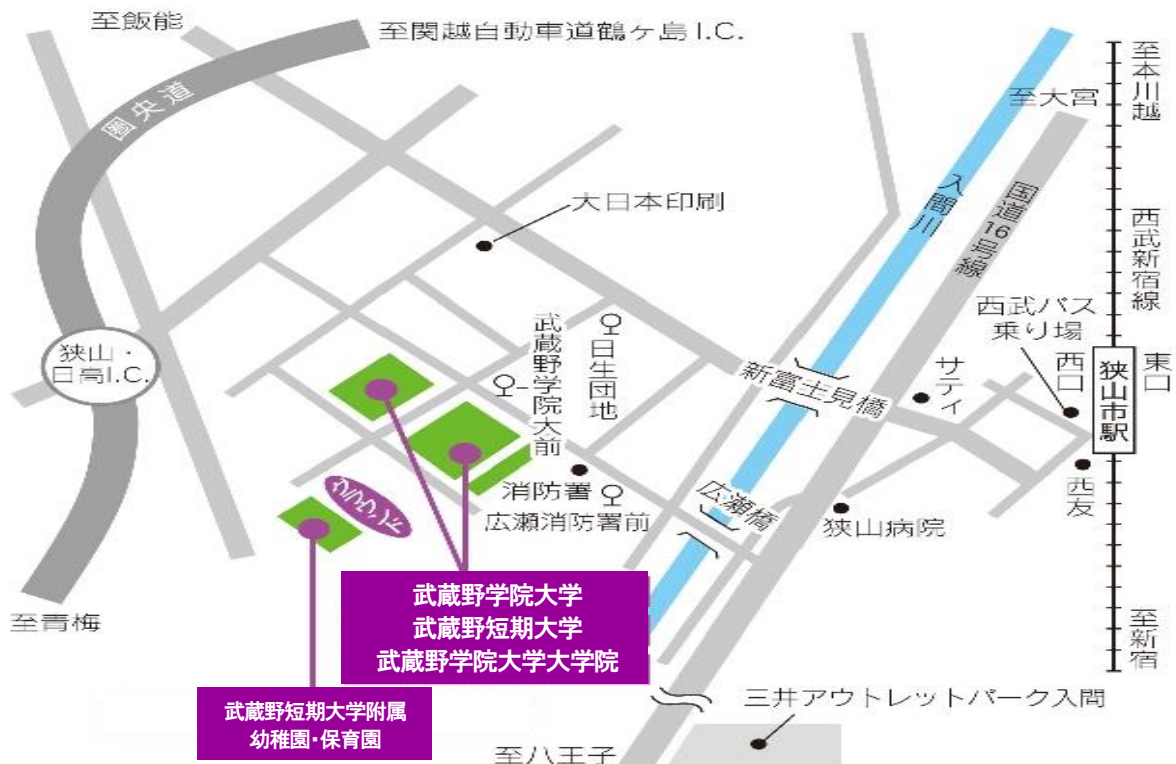 至飯能
至関越自動車道鶴ヶ島I.C.
圏央道
至本川越
至大宮
入間川
国道16号線
大日本印刷
西武新宿線
西武バス
乗り場
狭山・
日高I.C.
武蔵野学院大前
日生団地
新富士見橋
サティ
西口
狭山市駅
東口
消防署
広瀬消防署前
広瀬橋
狭山病院
西友
グラウンド
至青梅
武蔵野学院大学
武蔵野短期大学
武蔵野学院大学大学院
至新宿
武蔵野短期大学附属
幼稚園・保育園
三井アウトレットパーク入間
至八王子